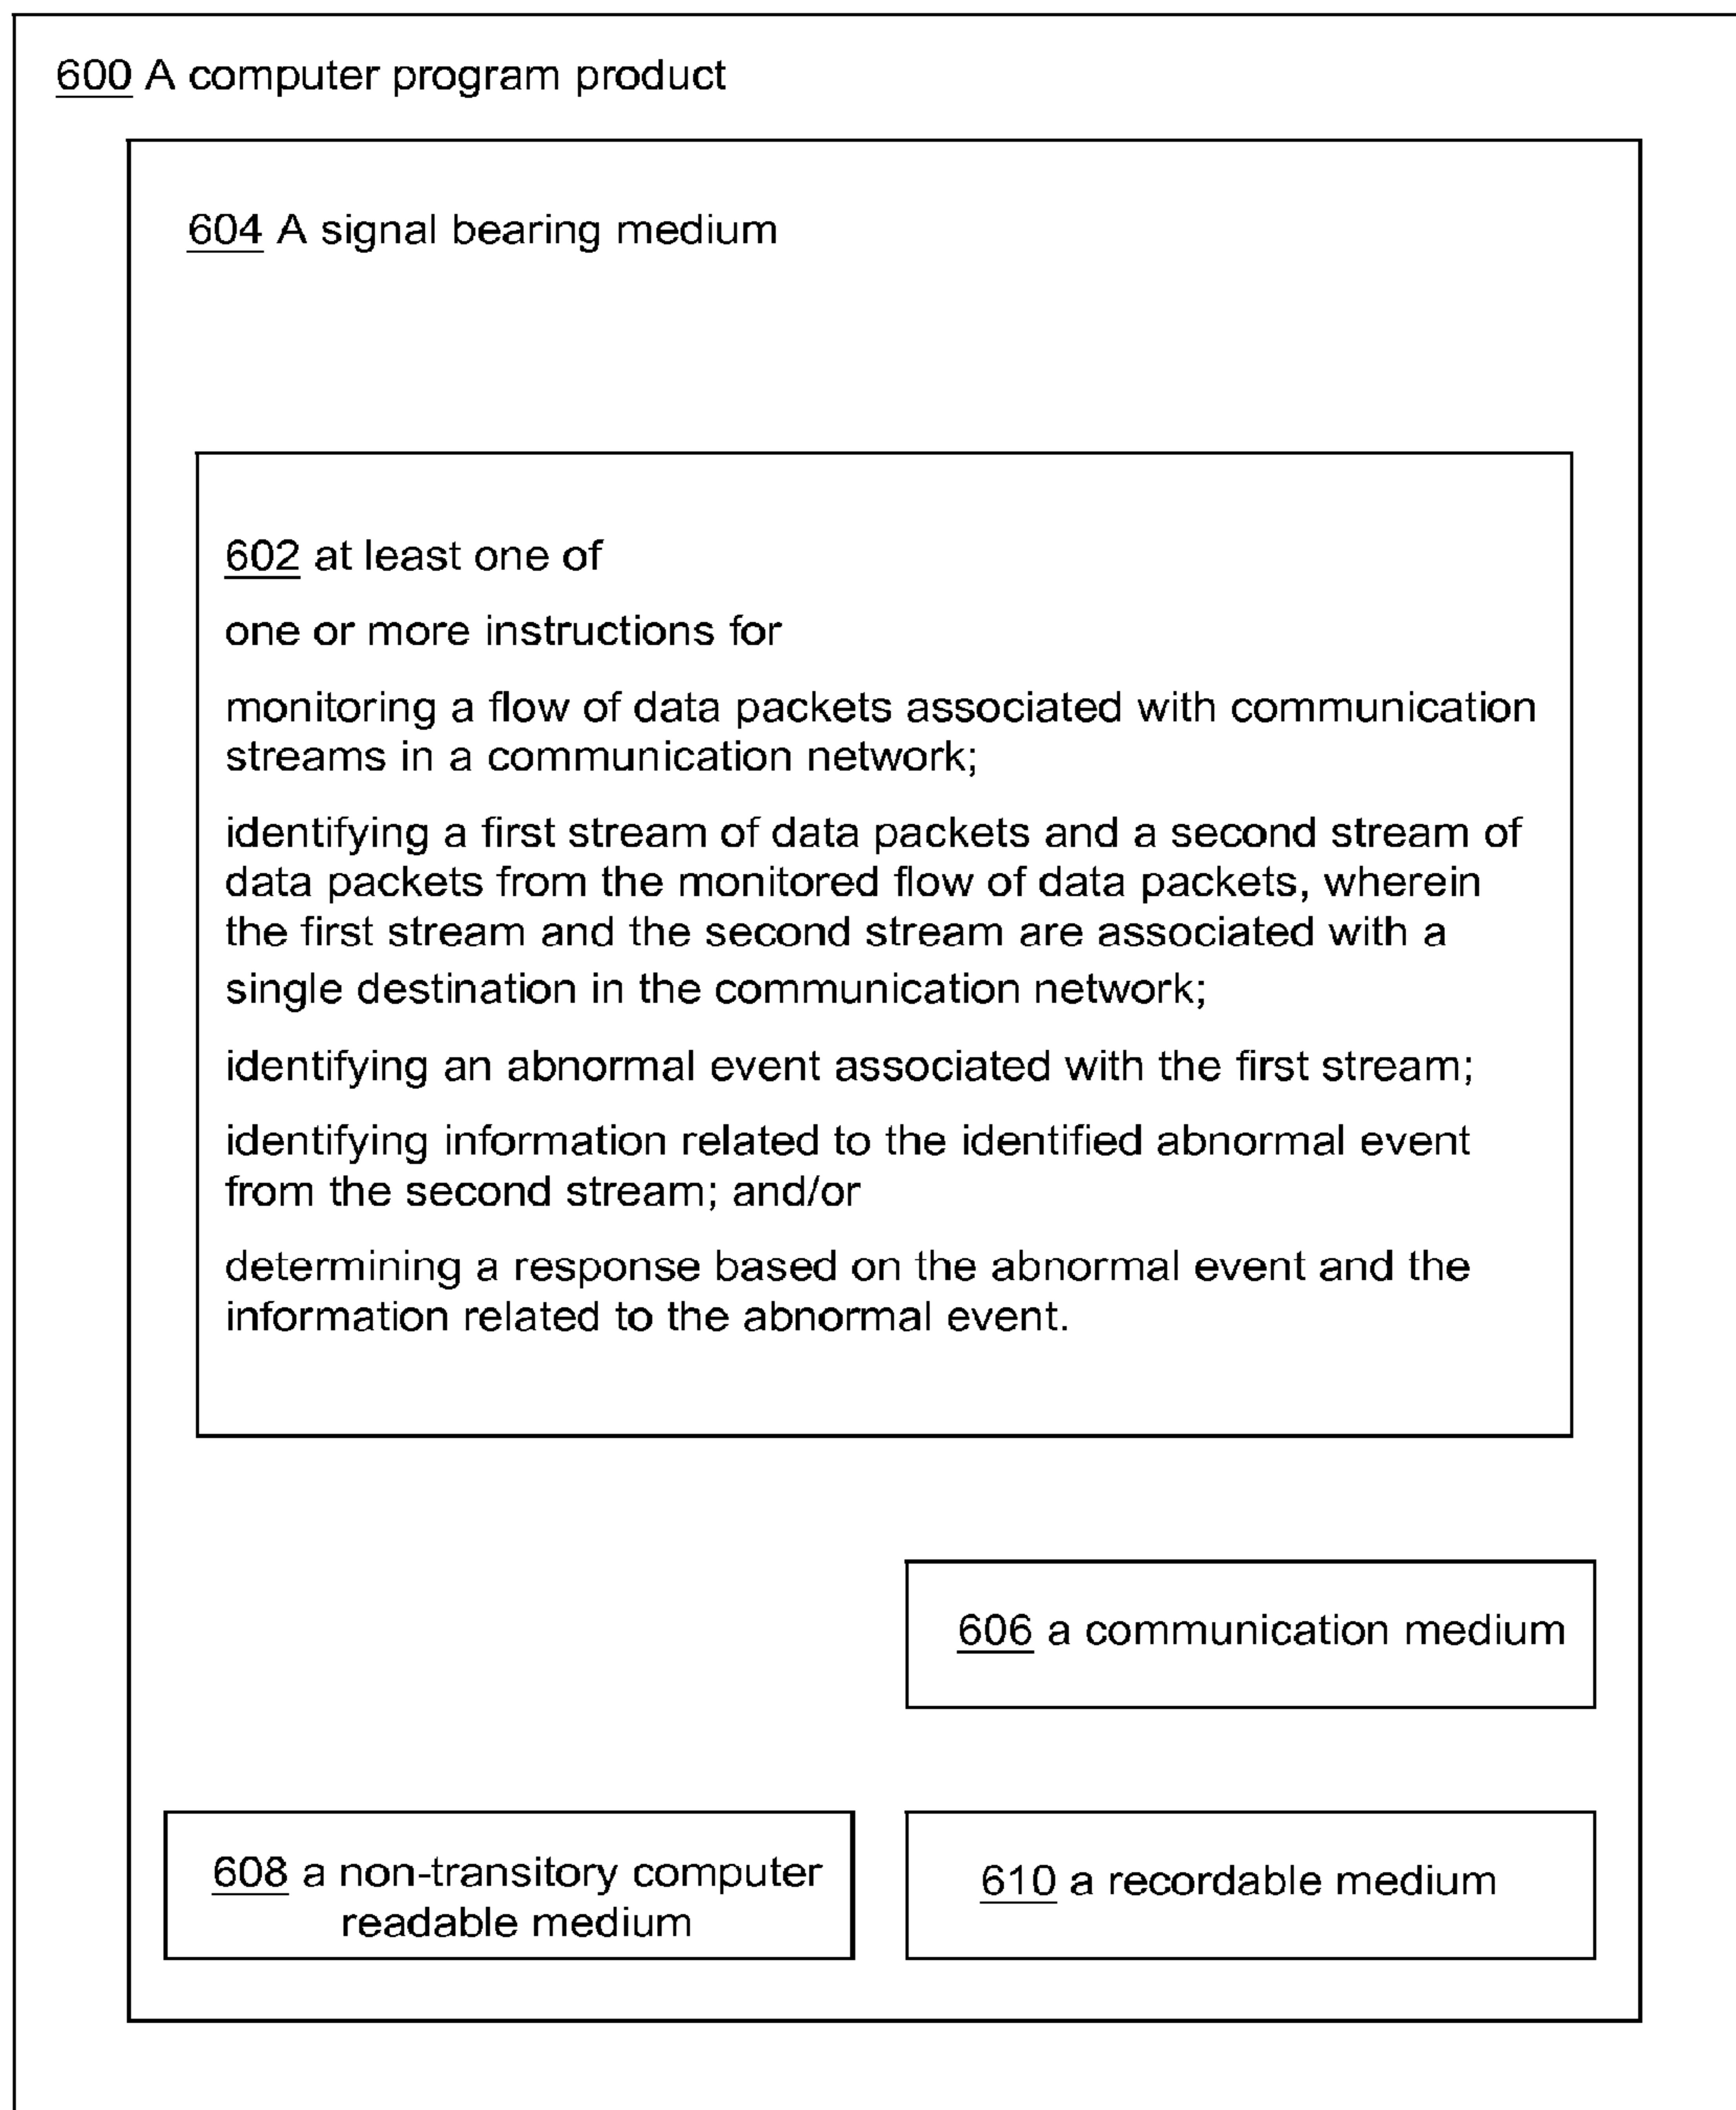 600 A computer program product
604 A signal bearing medium
602 at least one of
one or more instructions for
monitoring a flow of data packets associated with communication
streams in a communication network;
identifying a first stream of data packets and a second stream of
data packets from the monitored flow of data packets, wherein
the first stream and the second stream are associated with a
single destination in the communication network;
identifying an abnormal event associated with the first stream;
identifying information related to the identified abnormal event
from the second stream; and/or
determining a response based on the abnormal event and the
information related to the abnormal event.
606 a communication medium
608 a non-transitory computer
readable medium
610 a recordable medium